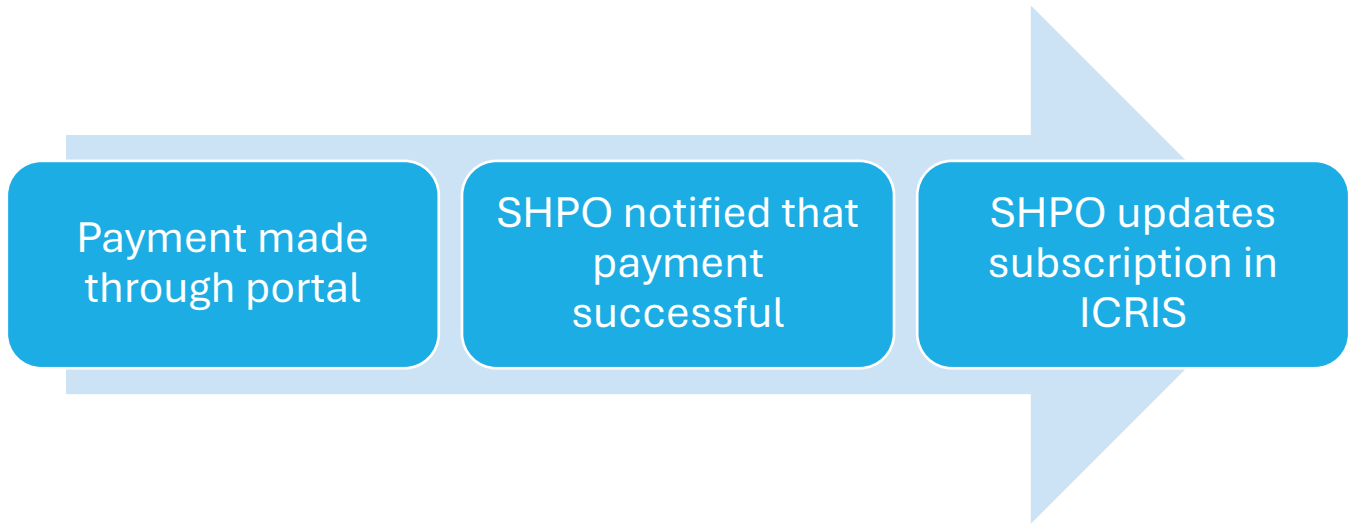 Payment made
through portal
SHPO notified that
payment
successful
SHPO updates
subscription in
ICRIS